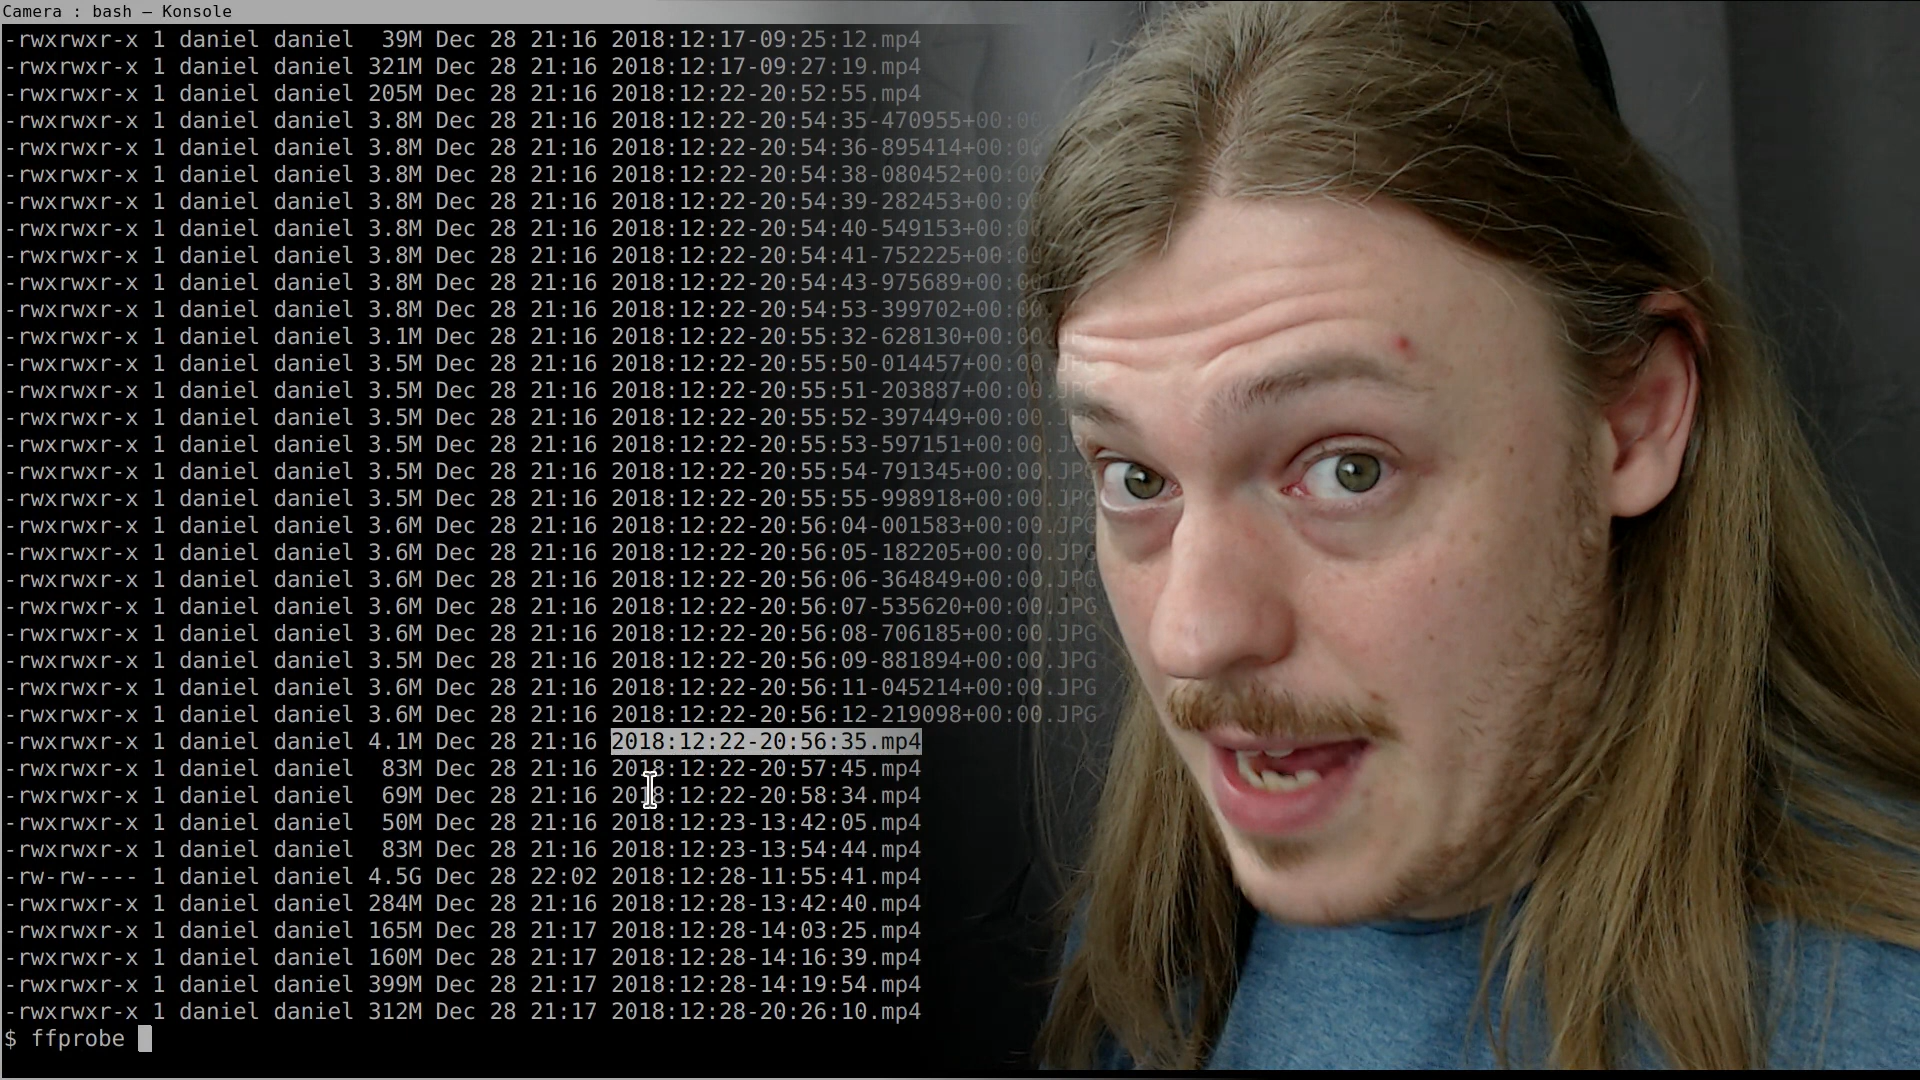 Camera : bash — Konsole
-rwxrwxr-x 1 daniel daniel 39M Dec 28 21:16 2018:12:17-09:25:12.mp4
-rwxrwxr-x 1 daniel daniel 321M Dec 28 21:16 2018:12:17-09:27:19.mp4
-rwxrwxr-x 1 daniel daniel 205M Dec 28 21:16 2018:12:22-20:52:55.mp4
-rwxrwxr-x 1 daniel daniel 3.8M Dec 28 21:16 2018:12:22-20:54:35-470955+00:00
-rwxrwxr-x 1 daniel daniel 3.8M Dec 28 21:16 2018:12:22-20:54:36-895414+00:00
-rwxrwxr-x 1 daniel daniel 3.8M Dec 28 21:16 2018:12:22-20:54:38-080452+00:00
-rwxrwxr-x 1 daniel daniel 3.8M Dec 28 21:16 2018:12:22-20:54:39-282453+00:00
-rwxrwxr-x 1 daniel daniel 3.8M Dec 28 21:16 2018:12:22-20:54:40-549153+00:00
-rwxrwxr-x 1 daniel daniel 3.8M Dec 28 21:16 2018:12:22-20:54:41-752225+00:00
-rwxrwxr-x 1 daniel daniel 3.8M Dec 28 21:16 2018:12:22-20:54:43-975689+00:00
-rwxrwxr-x 1 daniel daniel 3.8M Dec 28 21:16 2018:12:22-20:54:53-399702+00:00
-rwxrwxr-x 1 daniel daniel 3.1M Dec 28 21:16 2018:12:22-20:55:32-628130+00:00.JPG
-rwxrwxr-x 1 daniel daniel 3.5M Dec 28 21:16 2018:12:22-20:55:50-014457+00:00.JPG
-rwxrwxr-x 1 daniel daniel 3.5M Dec 28 21:16 2018:12:22-20:55:51-203887+00:00.JPG
-rwxrwxr-x 1 daniel daniel 3.5M Dec 28 21:16 2018:12:22-20:55:52-397449+00:00.JPG
-rwxrwxr-x 1 daniel daniel 3.5M Dec 28 21:16 2018:12:22-20:55:53-597151+00:00.JPG
-rwxrwxr-x 1 daniel daniel 3.5M Dec 28 21:16 2018:12:22-20:55:54-791345+00:00.JPG
-rwxrwxr-x 1 daniel daniel 3.5M Dec 28 21:16 2018:12:22-20:55:55-998918+00:00.JPG
-rwxrwxr-x 1 daniel daniel 3.6M Dec 28 21:16 2018:12:22-20:56:04-001583+00:00.JPG
-rwxrwxr-x 1 daniel daniel 3.6M Dec 28 21:16 2018:12:22-20:56:05-182205+00:00.JPG
-rwxrwxr-x 1 daniel daniel 3.6M Dec 28 21:16 2018:12:22-20:56:06-364849+00:00.JPG
-rwxrwxr-x 1 daniel daniel 3.6M Dec 28 21:16 2018:12:22-20:56:07-535620+00:00.JPG
-rwxrwxr-x 1 daniel daniel 3.6M Dec 28 21:16 2018:12:22-20:56:08-706185+00:00.JPG
-rwxrwxr-x 1 daniel daniel 3.5M Dec 28 21:16 2018:12:22-20:56:09-881894+00:00.JPG
-rwxrwxr-x 1 daniel daniel 3.6M Dec 28 21:16 2018:12:22-20:56:11-045214+00:00.JPG
-rwxrwxr-x 1 daniel daniel 3.6M Dec 28 21:16 2018:12:22-20:56:12-219098+00:00.JPG
-rwxrwxr-x 1 daniel daniel 4.1M Dec 28 21:16 2018:12:22-20:56:35.mp4
-rwxrwxr-x 1 daniel daniel 83M Dec 28 21:16 2018:12:22-20:57:45.mp4
-rwxrwxr-x 1 daniel daniel 69M Dec 28 21:16 2018:12:22-20:58:34.mp4
-rwxrwxr-x 1 daniel daniel 50M Dec 28 21:16 2018:12:23-13:42:05.mp4
-rwxrwxr-x 1 daniel daniel 83M Dec 28 21:16 2018:12:23-13:54:44.mp4
-rw-rw---- 1 daniel daniel 4.5G Dec 28 22:02 2018:12:28-11:55:41.mp4
-rwxrwxr-x 1 daniel daniel 284M Dec 28 21:16 2018:12:28-13:42:40.mp4
-rwxrwxr-x 1 daniel daniel 165M Dec 28 21:17 2018:12:28-14:03:25.mp4
-rwxrwxr-x 1 daniel daniel 160M Dec 28 21:17 2018:12:28-14:16:39.mp4
-rwxrwxr-x 1 daniel daniel 399M Dec 28 21:17 2018:12:28-14:19:54.mp4
-rwxrwxr-x 1 daniel daniel 312M Dec 28 21:17 2018:12:28-20:26:10.mp4
$ ffprobe